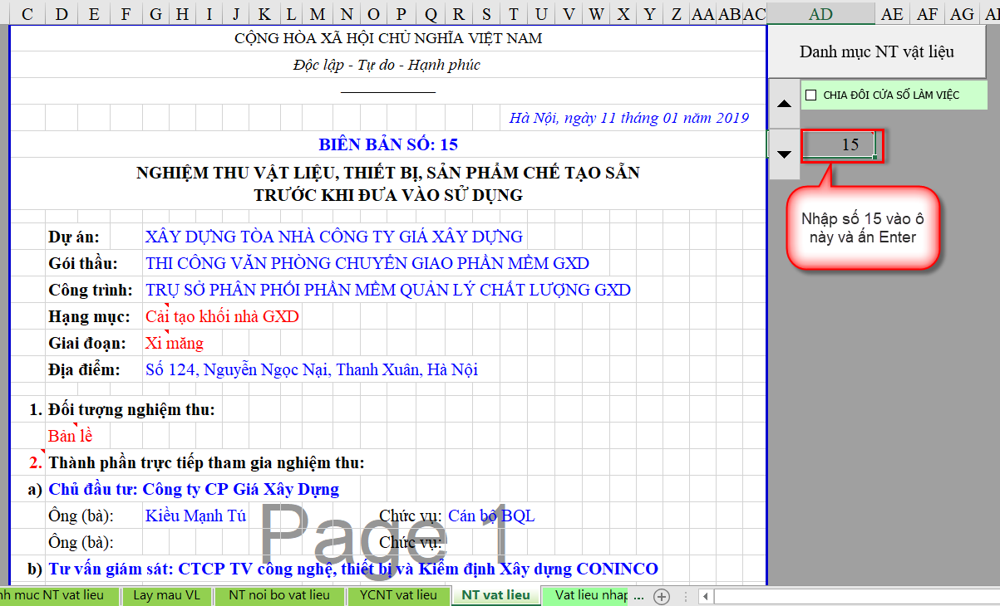 C D E F G H I J K L M N O P Q R S T U V W X Y Z AA AB AC AD AE AF AG
CỘNG HÒA XÃ HỘI CHỦ NGHĨA VIỆT NAM
Độc lập - Tự do - Hạnh phúc
Danh mục NT vật liệu
CHIA ĐÔI CỬA SỔ LÀM VIỆC
Hà Nội, ngày 11 tháng 01 năm 2019
BIÊN BẢN SỐ: 15
15
NGHIỆM THU VẬT LIỆU, THIẾT BỊ, SẢN PHẨM CHẾ TẠO SẴN
TRƯỚC KHI ĐƯA VÀO SỬ DỤNG
Nhập số 15 vào ô
này và ấn Enter
Dự án: XÂY DỰNG TÒA NHÀ CÔNG TY GIÁ XÂY DỰNG
Gói thầu: THI CÔNG VĂN PHÒNG CHUYỂN GIAO PHẦN MỀM GXD
Công trình: TRỤ SỞ PHÂN PHỐI PHẦN MỀM QUẢN LÝ CHẤT LƯỢNG GXD
Hạng mục: Cải tạo khối nhà GXD
Giai đoạn: Xi măng
Địa điểm: Số 124, Nguyễn Ngọc Nại, Thanh Xuân, Hà Nội
1. Đối tượng nghiệm thu:
Bản lề
2. Thành phần trực tiếp tham gia nghiệm thu:
a) Chủ đầu tư: Công ty CP Giá Xây Dựng
Ông (bà): Kiều Mạnh Tú Chức vụ: Cán bộ BQL
Ông (bà): Chức vụ:
Page 1
b) Tư vấn giám sát: CTCP TV công nghệ, thiết bị và Kiểm định Xây dựng CONINCO
nh muc NT vat lieu Lay mau VL NT noi bo vat lieu YCNT vat lieu NT vat lieu Vat lieu nhap ...